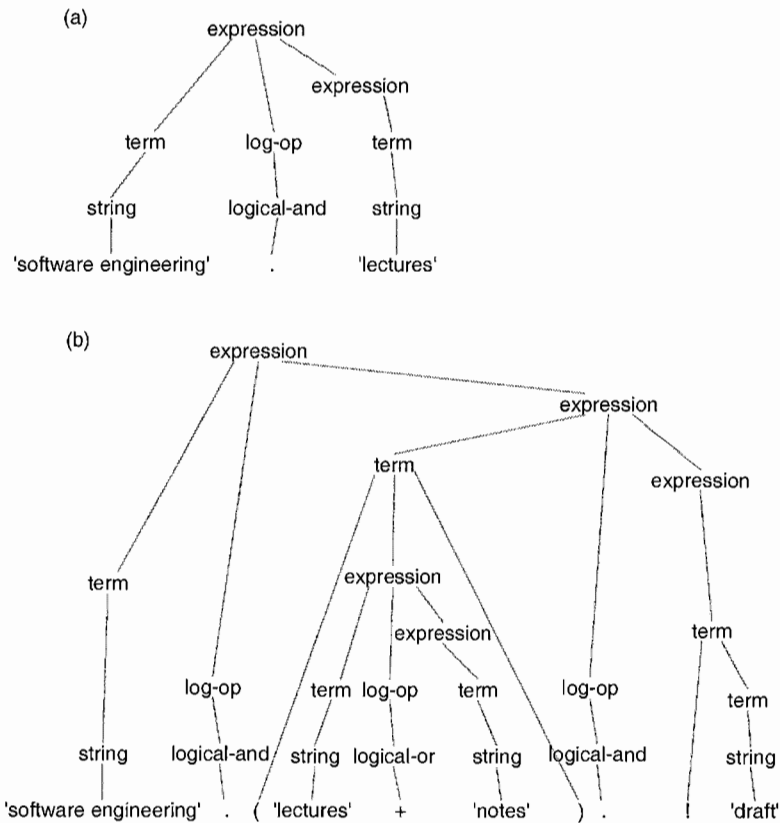 (a)
expression
expression
term log-op term
string logical-and string
'software engineering' . 'lectures'
(b)
expression
expression
term
expression
term expression
expression term
log-op term log-op term log-op term
string logical-and string logical-or string logical-and string
'software engineering' . ( 'lectures' + 'notes' ) . ! 'draft'